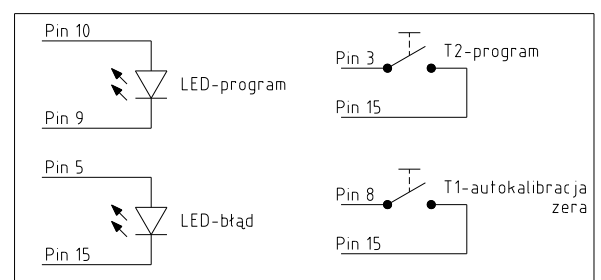 Pin 10
LED-program
Pin 9
Pin 3
T2-program
Pin 15
Pin 5
LED-błąd
Pin 15
Pin 8
T1-autokalibracja
zera
Pin 15